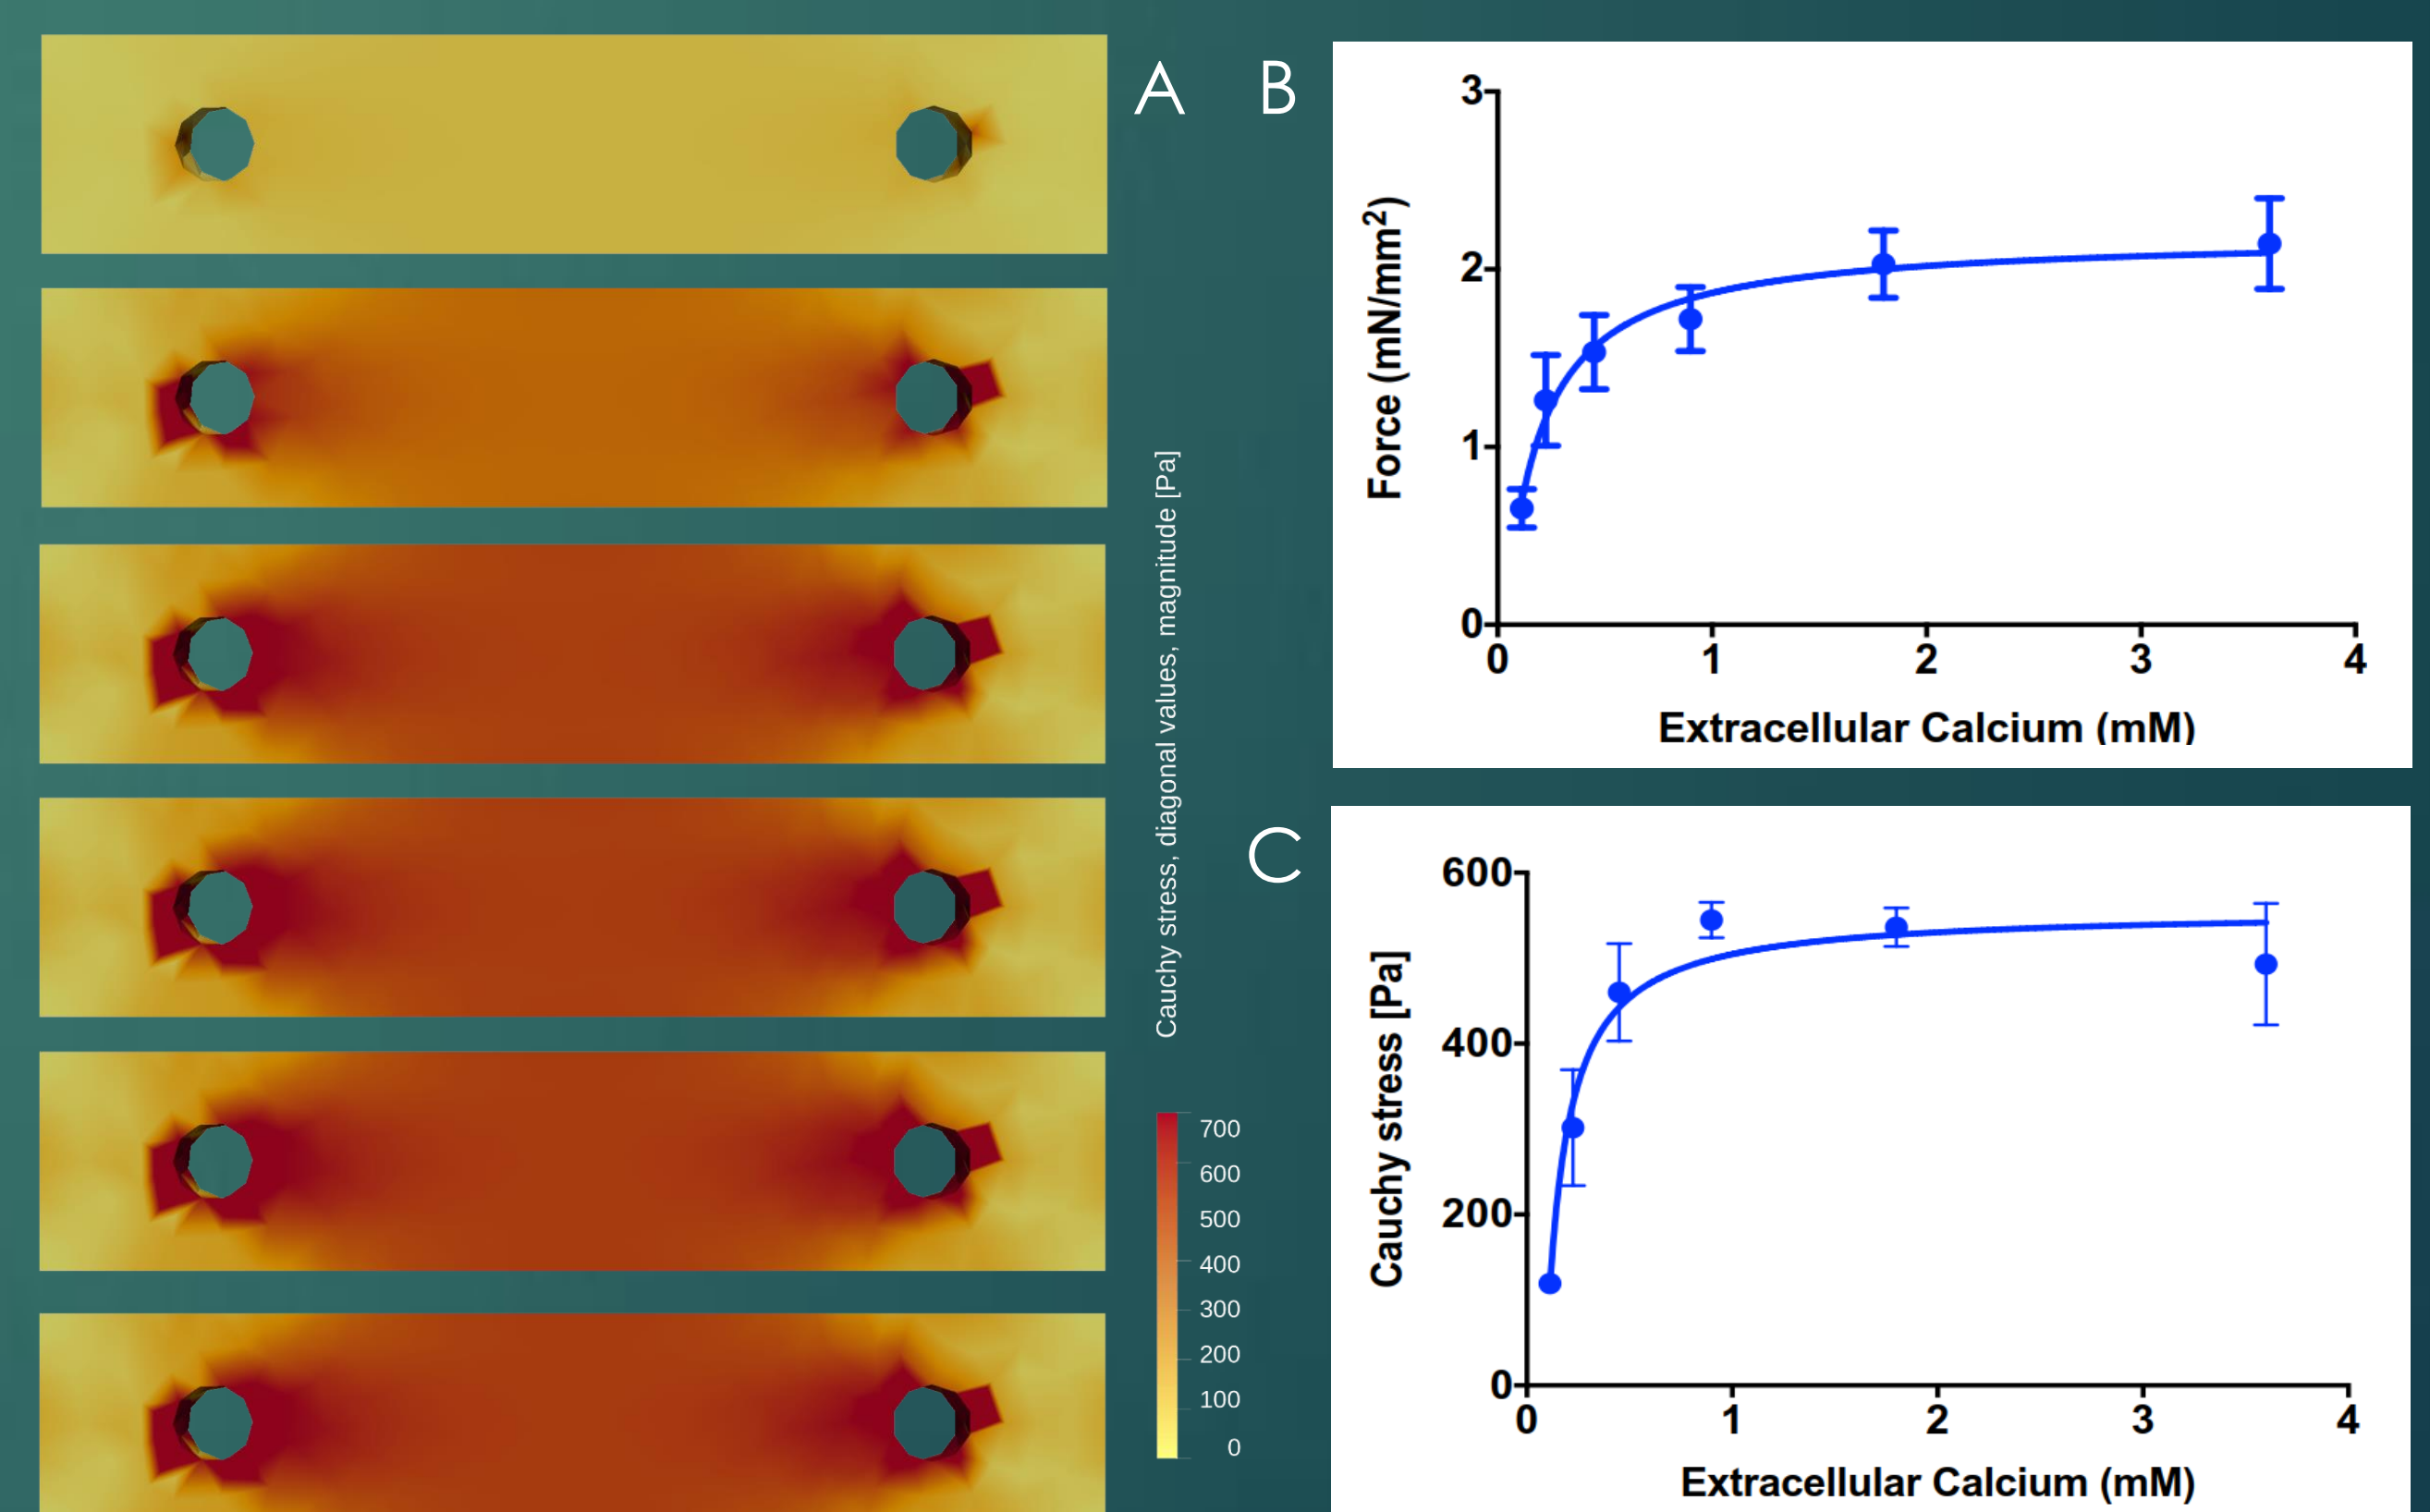 A
B
3
2
1
0
0 1 2 3 4
Force (mN/mm²)
Extracellular Calcium (mM)
Cauchy stress, diagonal values, magnitude [Pa]
700
600
500
400
300
200
100
0
C
600
400
200
0
0 1 2 3 4
Cauchy stress [Pa]
Extracellular Calcium (mM)